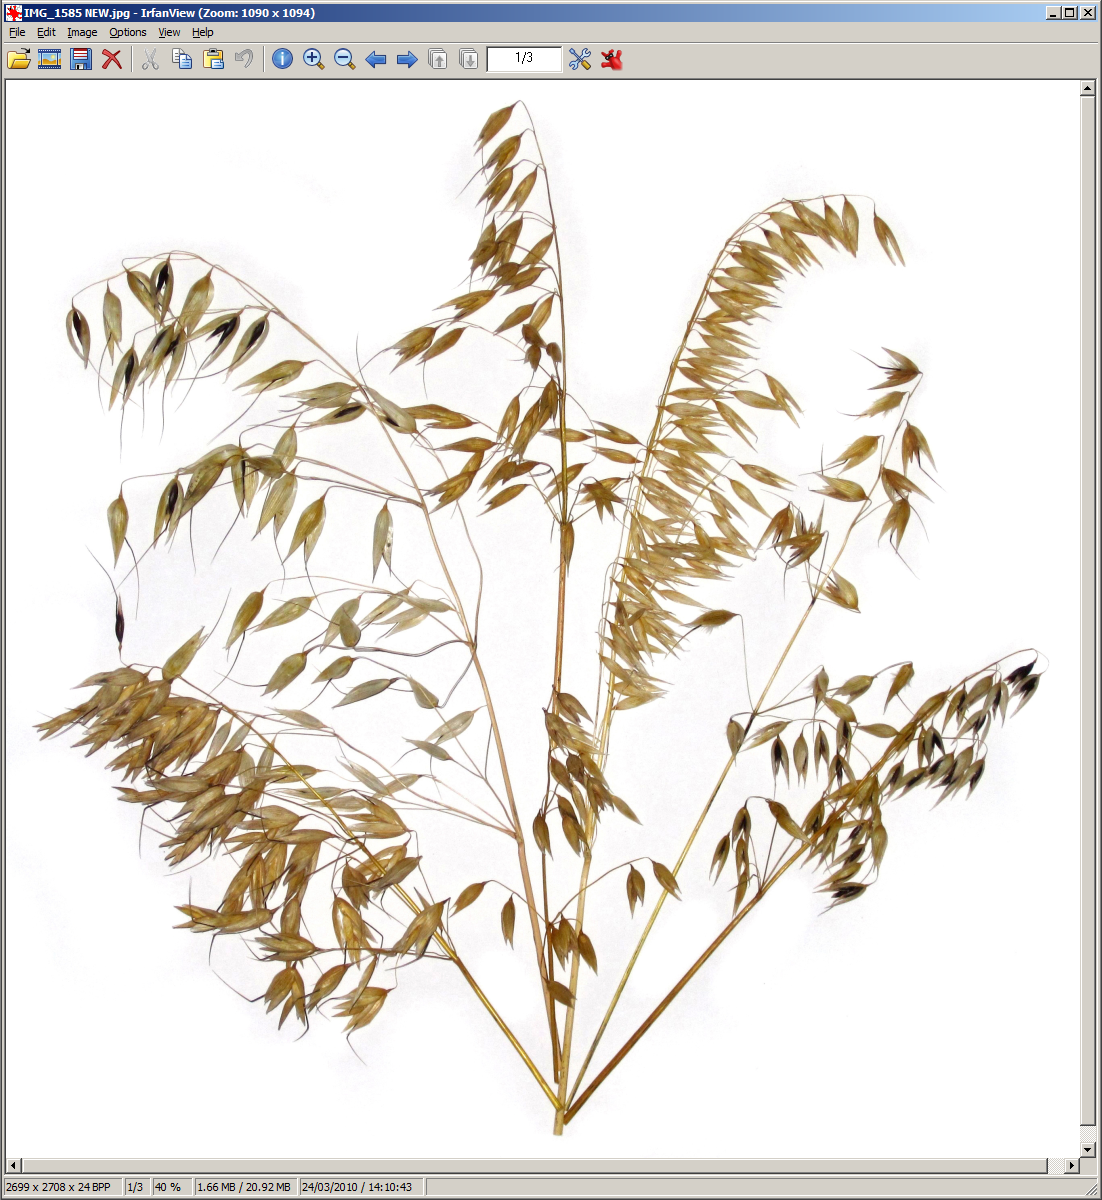 IMG_1585 NEW.jpg - IrfanView (Zoom: 1090 x 1094)
File Edit Image Options View Help
1/3
2699 x 2708 x 24 BPP 1/3 40 % 1.66 MB / 20.92 MB 24/03/2010 / 14:10:43